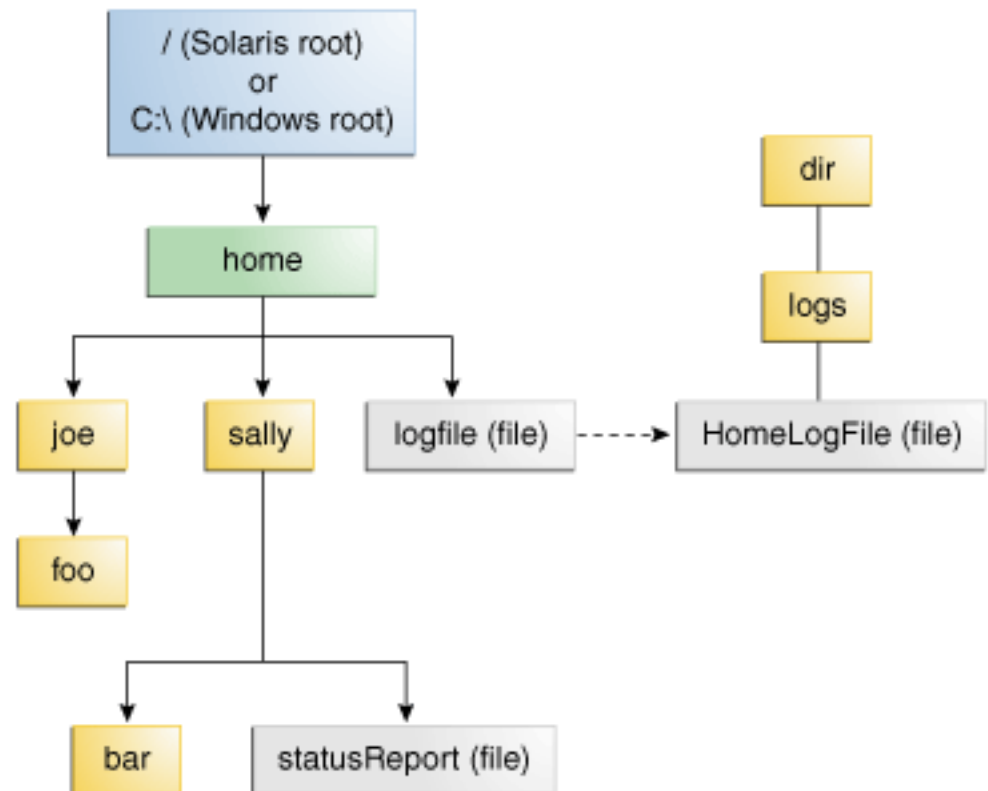 / (Solaris root)
or
C:\ (Windows root)
dir
home
logs
joe
sally
logfile (file)
HomeLogFile (file)
foo
bar
statusReport (file)